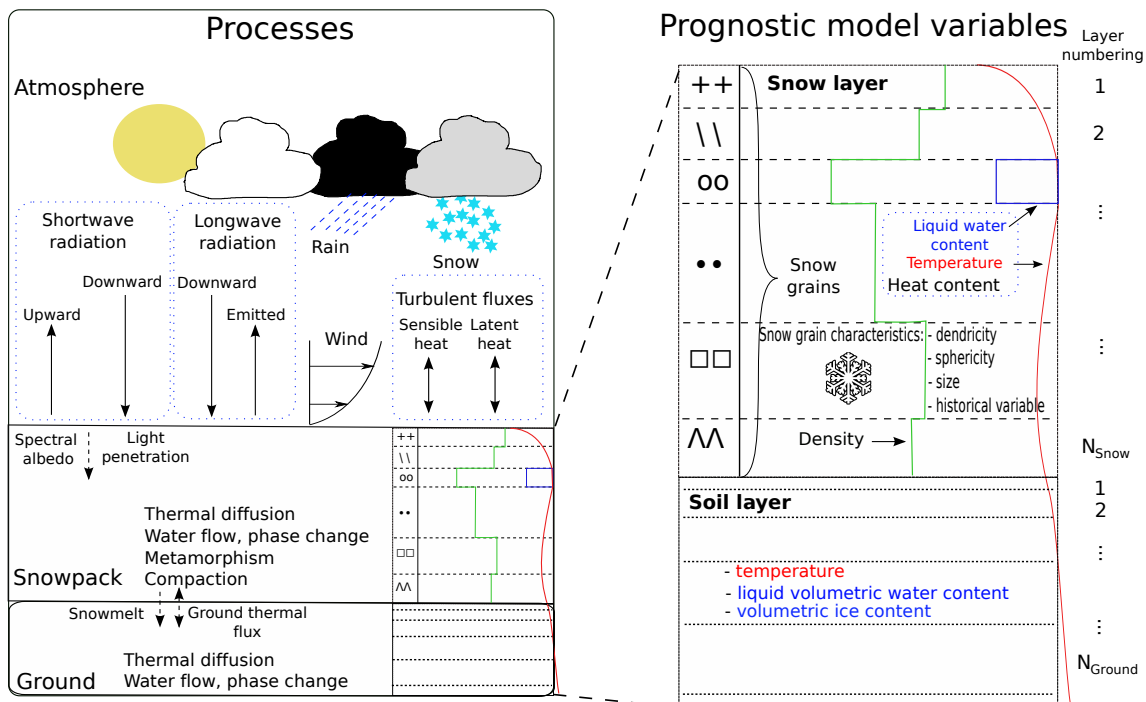 Processes
Atmosphere
Shortwave
radiation
Longwave
radiation
Rain
Snow
Downward
Downward
Upward
Emitted
Wind
Turbulent fluxes
Sensible
heat
Latent
heat
Spectral
albedo
Light
penetration
Thermal diffusion
Water flow, phase change
Metamorphism
Compaction
Snowpack
Snowmelt
Ground thermal
flux
Thermal diffusion
Water flow, phase change
Ground
++
\ \
oo
••
□□
ΛΛ
Prognostic model variables
Layer
numbering
++
Snow layer
1
\ \
2
oo
⋮
Liquid water
content
Temperature
Heat content
••
Snow
grains
Snow grain characteristics:
- dendricity
- sphericity
- size
- historical variable
□□
⋮
ΛΛ
Density
NSnow
1
Soil layer
2
⋮
- temperature
- liquid volumetric water content
- volumetric ice content
⋮
NGround